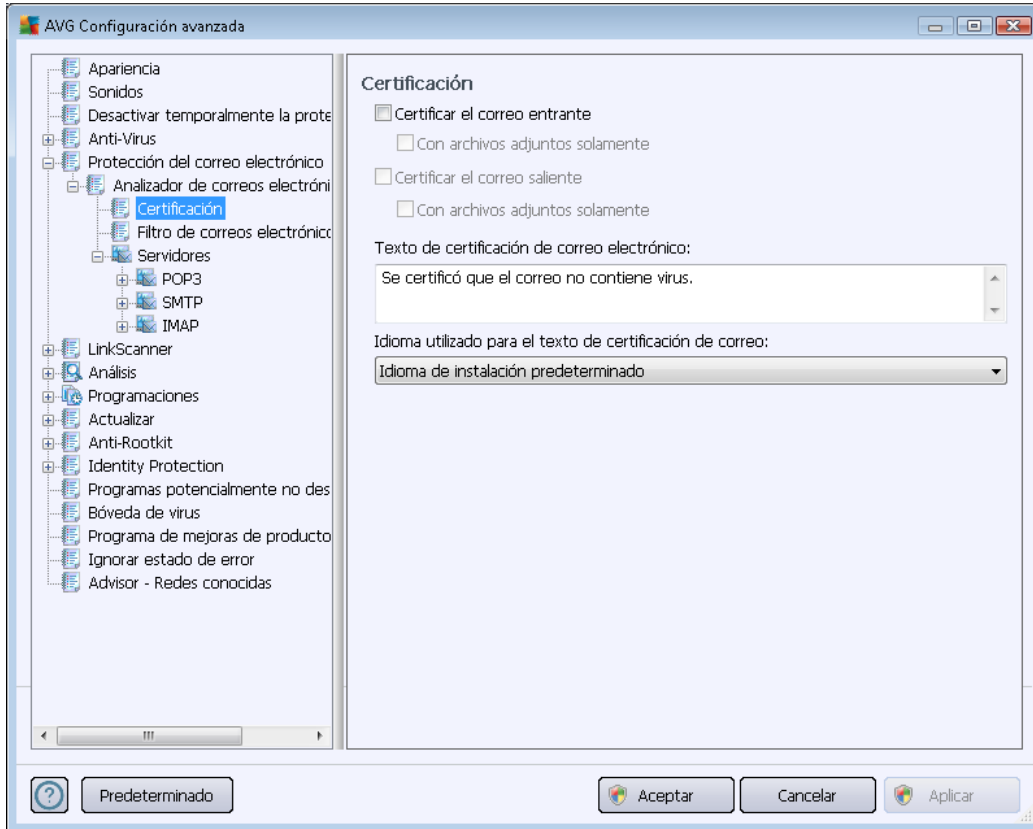 AVG Configuración avanzada
Apariencia
Sonidos
Desactivar temporalmente la prote
Anti-Virus
Protección del correo electrónico
Analizador de correos electróni
Certificación
Filtro de correos electrónico
Servidores
POP3
SMTP
IMAP
LinkScanner
Análisis
Programaciones
Actualizar
Anti-Rootkit
Identity Protection
Programas potencialmente no des
Bóveda de virus
Programa de mejoras de producto
Ignorar estado de error
Advisor - Redes conocidas
Certificación
Certificar el correo entrante
Con archivos adjuntos solamente
Certificar el correo saliente
Con archivos adjuntos solamente
Texto de certificación de correo electrónico:
Se certificó que el correo no contiene virus.
Idioma utilizado para el texto de certificación de correo:
Idioma de instalación predeterminado
Predeterminado
Aceptar
Cancelar
Aplicar